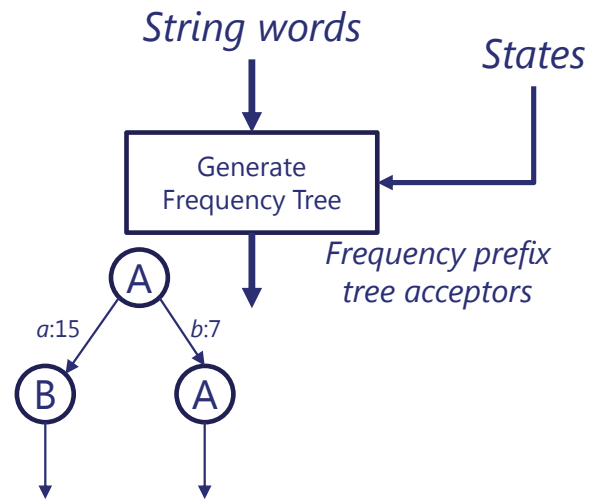 String words
States
Generate
Frequency Tree
Frequency prefix
tree acceptors
A
a:15
b:7
B
A